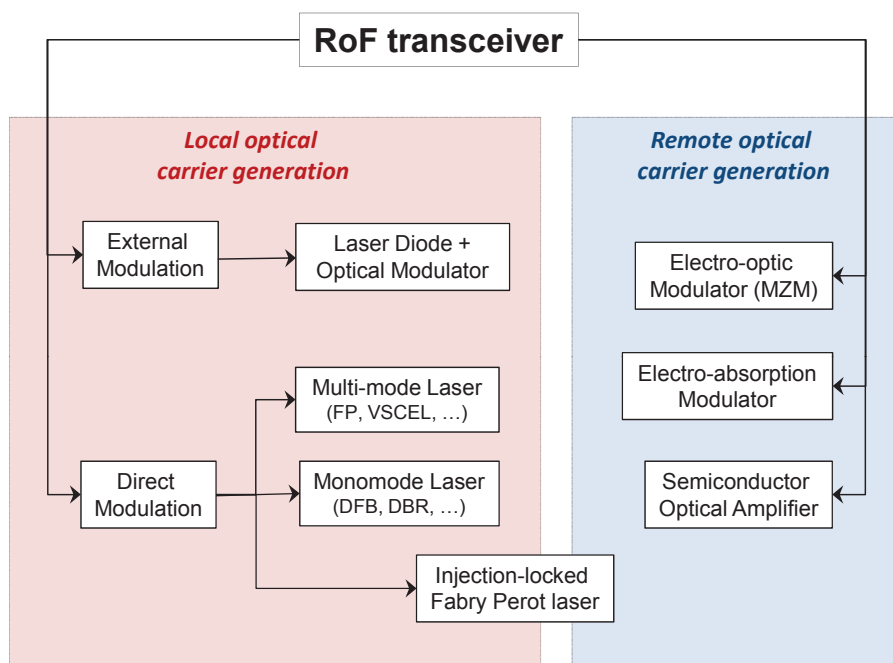 RoF transceiver
Local optical
carrier generation
External
Modulation
Laser Diode +
Optical Modulator
Multi-mode Laser
(FP, VSCEL, …)
Direct
Modulation
Monomode Laser
(DFB, DBR, …)
Injection-locked
Fabry Perot laser
Remote optical
carrier generation
Electro-optic
Modulator (MZM)
Electro-absorption
Modulator
Semiconductor
Optical Amplifier